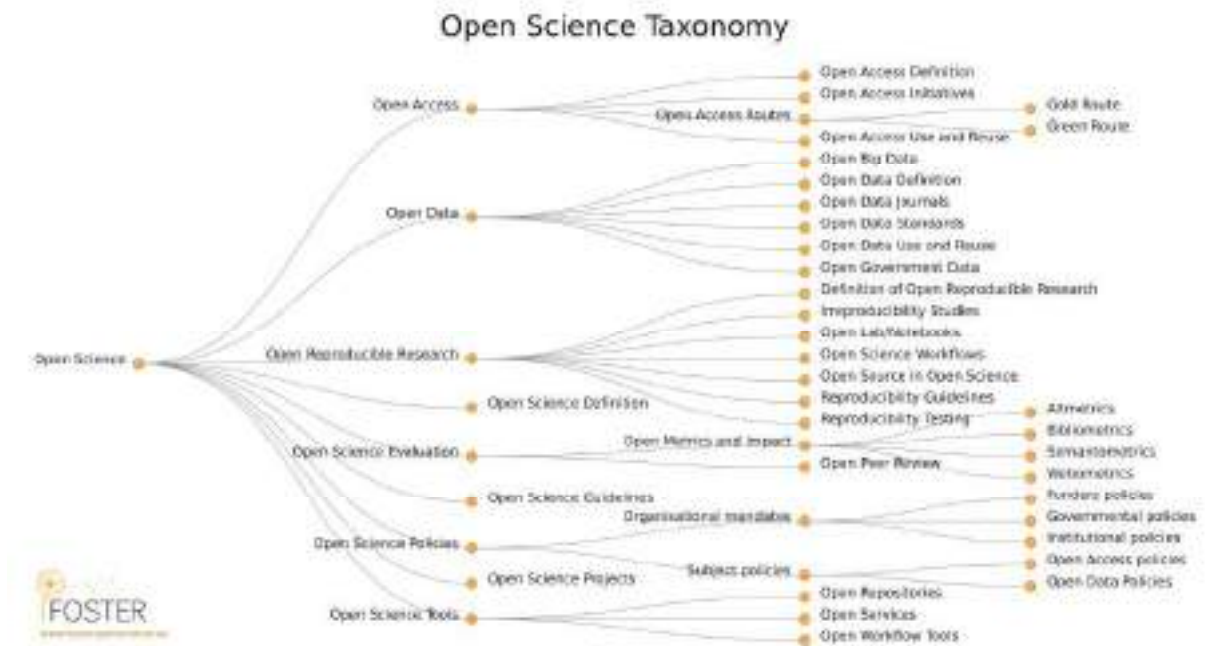 Open Science Taxonomy
Open Access Definition
Open Access
Open Access Initiatives
Open Access Routes
Gold Route
Green Route
Open Access Use and Reuse
Open Big Data
Open Data Definition
Open Data Journals
Open Data
Open Data Standards
Open Data Use and Reuse
Open Government Data
Definition of Open Reproducible Research
Irreproducibility Studies
Open Lab/Notebooks
Open Science
Open Reproducible Research
Open Science Workflows
Open Source in Open Science
Reproducibility Guidelines
Reproducibility Testing
Open Science Definition
Open Science Evaluation
Open Metrics and Impact
Altmetrics
Bibliometrics
Semantometrics
Webometrics
Open Peer Review
Open Science Guidelines
Open Science Policies
Organisational mandates
Funders policies
Governmental policies
Institutional policies
Subject policies
Open Access policies
Open Data Policies
Open Science Projects
Open Science Tools
Open Repositories
Open Services
Open Workflow Tools
FOSTER